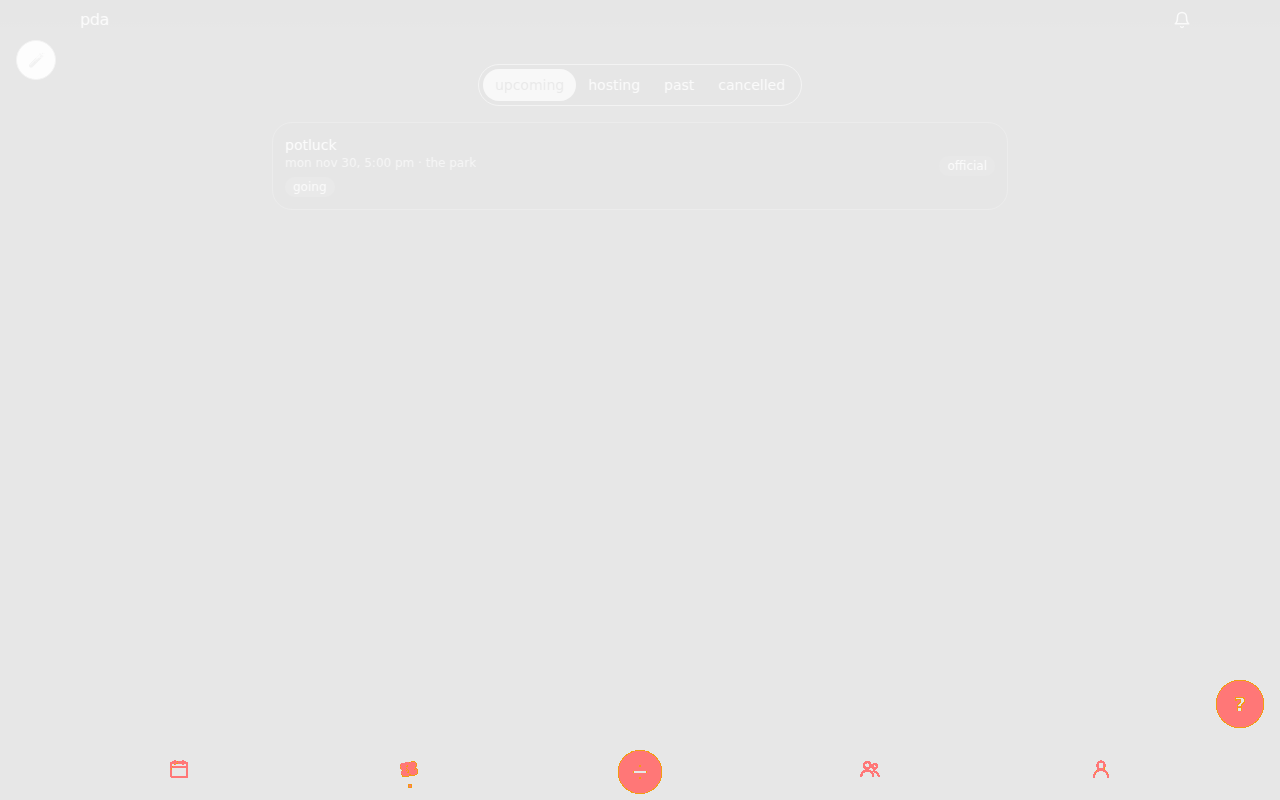 pda
upcoming hosting past cancelled
potluck
mon nov 30, 5:00 pm · the park
official
going
?